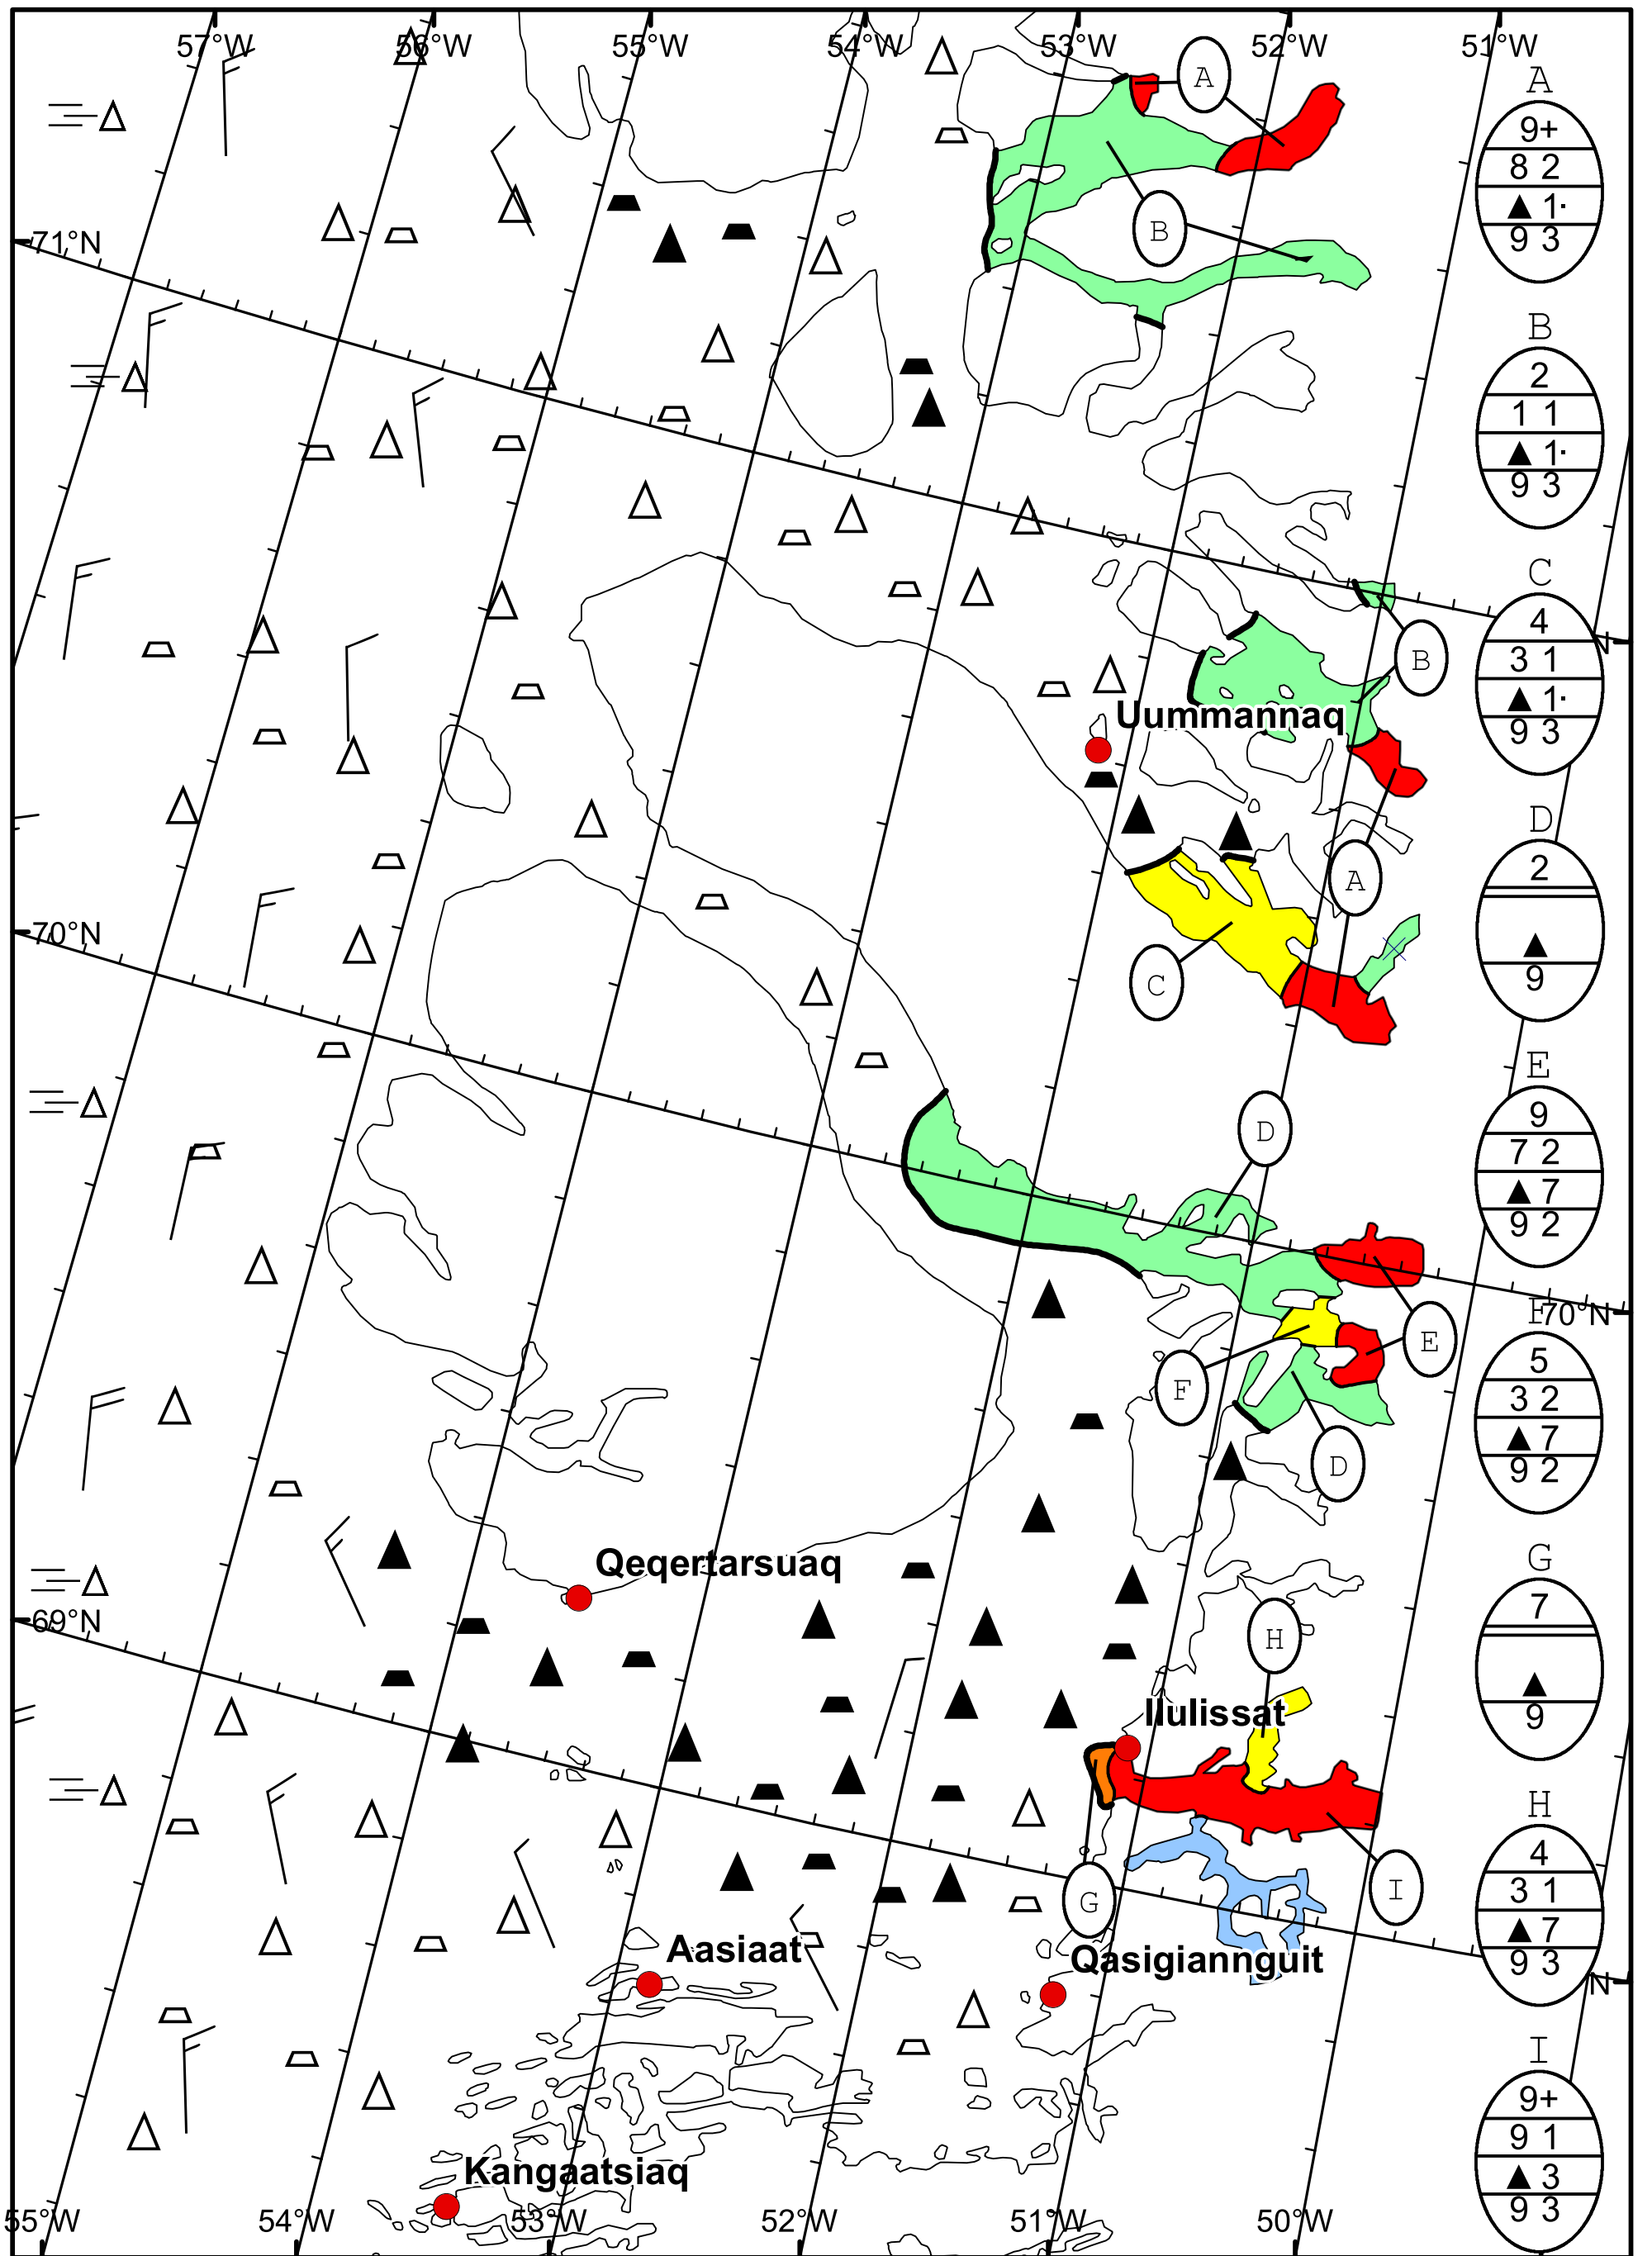 57°W 56°W 55°W 54°W 53°W 52°W 51°W
A
A
9+
8 2
▲ 1·
9 3
B
71°N
B
2
1 1
▲ 1·
9 3
C
4
3 1
▲ 1·
9 3
N
B
Uummannaq
D
2
▲
9
A
70°N
C
E
9
7 2
▲ 7
9 2
D
F
70°N
5
3 2
▲ 7
9 2
E
F
D
G
7
▲
9
Qeqertarsuaq
69°N
H
Ilulissat
H
4
3 1
▲ 7
9 3
I
G
Aasiaat
Qasigiannguit
N
I
9+
9 1
▲ 3
9 3
Kangaatsiaq
55°W 54°W 53°W 52°W 51°W 50°W